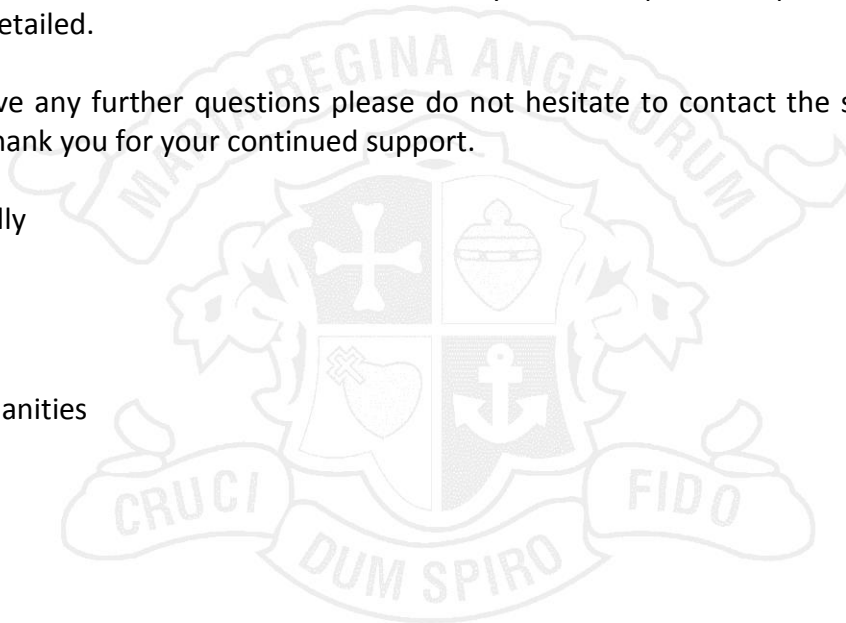 etailed.
ve any further questions please do not hesitate to contact the s
hank you for your continued support.
lly
anities
MARIA REGINA ANGELORUM
CRUCI FIDO
DUM SPIRO